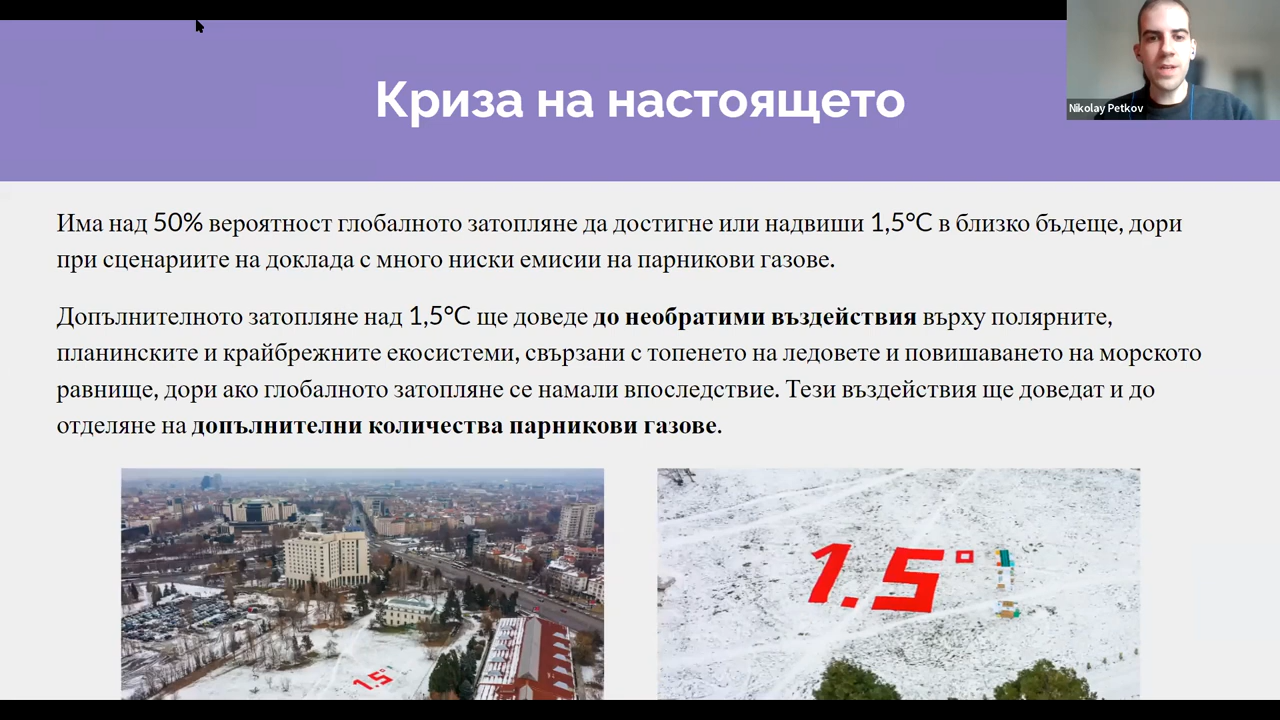 Криза на настоящето
Nikolay Petkov
Има над 50% вероятност глобалното затопляне да достигне или надвиши 1,5°C в близко бъдеще, дори
при сценариите на доклада с много ниски емисии на парникови газове.
Допълнителното затопляне над 1,5°C ще доведе до необратими въздействия върху полярните,
планинските и крайбрежните екосистеми, свързани с топенето на ледовете и повишаването на морското
равнище, дори ако глобалното затопляне се намали впоследствие. Тези въздействия ще доведат и до
отделяне на допълнителни количества парникови газове.
1.5°
1.5°